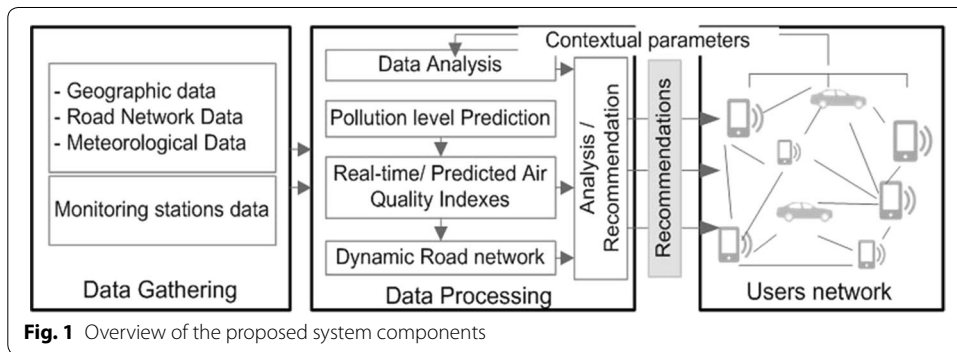 Contextual parameters
- Geographic data
- Road Network Data
- Meteorological Data
Monitoring stations data
Data Gathering
Data Analysis
Pollution level Prediction
Real-time/ Predicted Air
Quality Indexes
Dynamic Road network
Data Processing
Analysis /
Recommendation
Recommendations
Users network
Fig. 1 Overview of the proposed system components